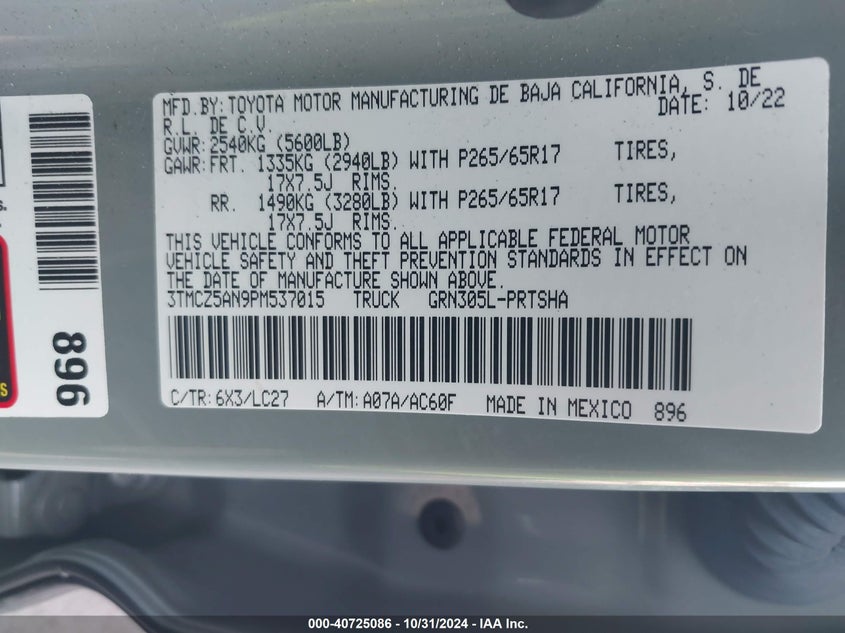 MFD.BY:TOYOTA MOTOR MANUFACTURING DE BAJA CALIFORNIA, S. DE
R.L. DE C.V. DATE: 10/22
GVWR:2540KG (5600LB)
GAWR:FRT. 1335KG (2940LB) WITH P265/65R17 TIRES,
17X7.5J RIMS.
RR. 1490KG (3280LB) WITH P265/65R17 TIRES,
17X7.5J RIMS.
THIS VEHICLE CONFORMS TO ALL APPLICABLE FEDERAL MOTOR
VEHICLE SAFETY AND THEFT PREVENTION STANDARDS IN EFFECT ON
THE DATE OF MANUFACTURE SHOWN ABOVE.
3TMCZ5AN9PM537015 TRUCK GRN305L-PRTSHA
C/TR:6X3/LC27 A/TM:A07A/AC60F MADE IN MEXICO 896
896
000-40725086 - 10/31/2024 - IAA Inc.